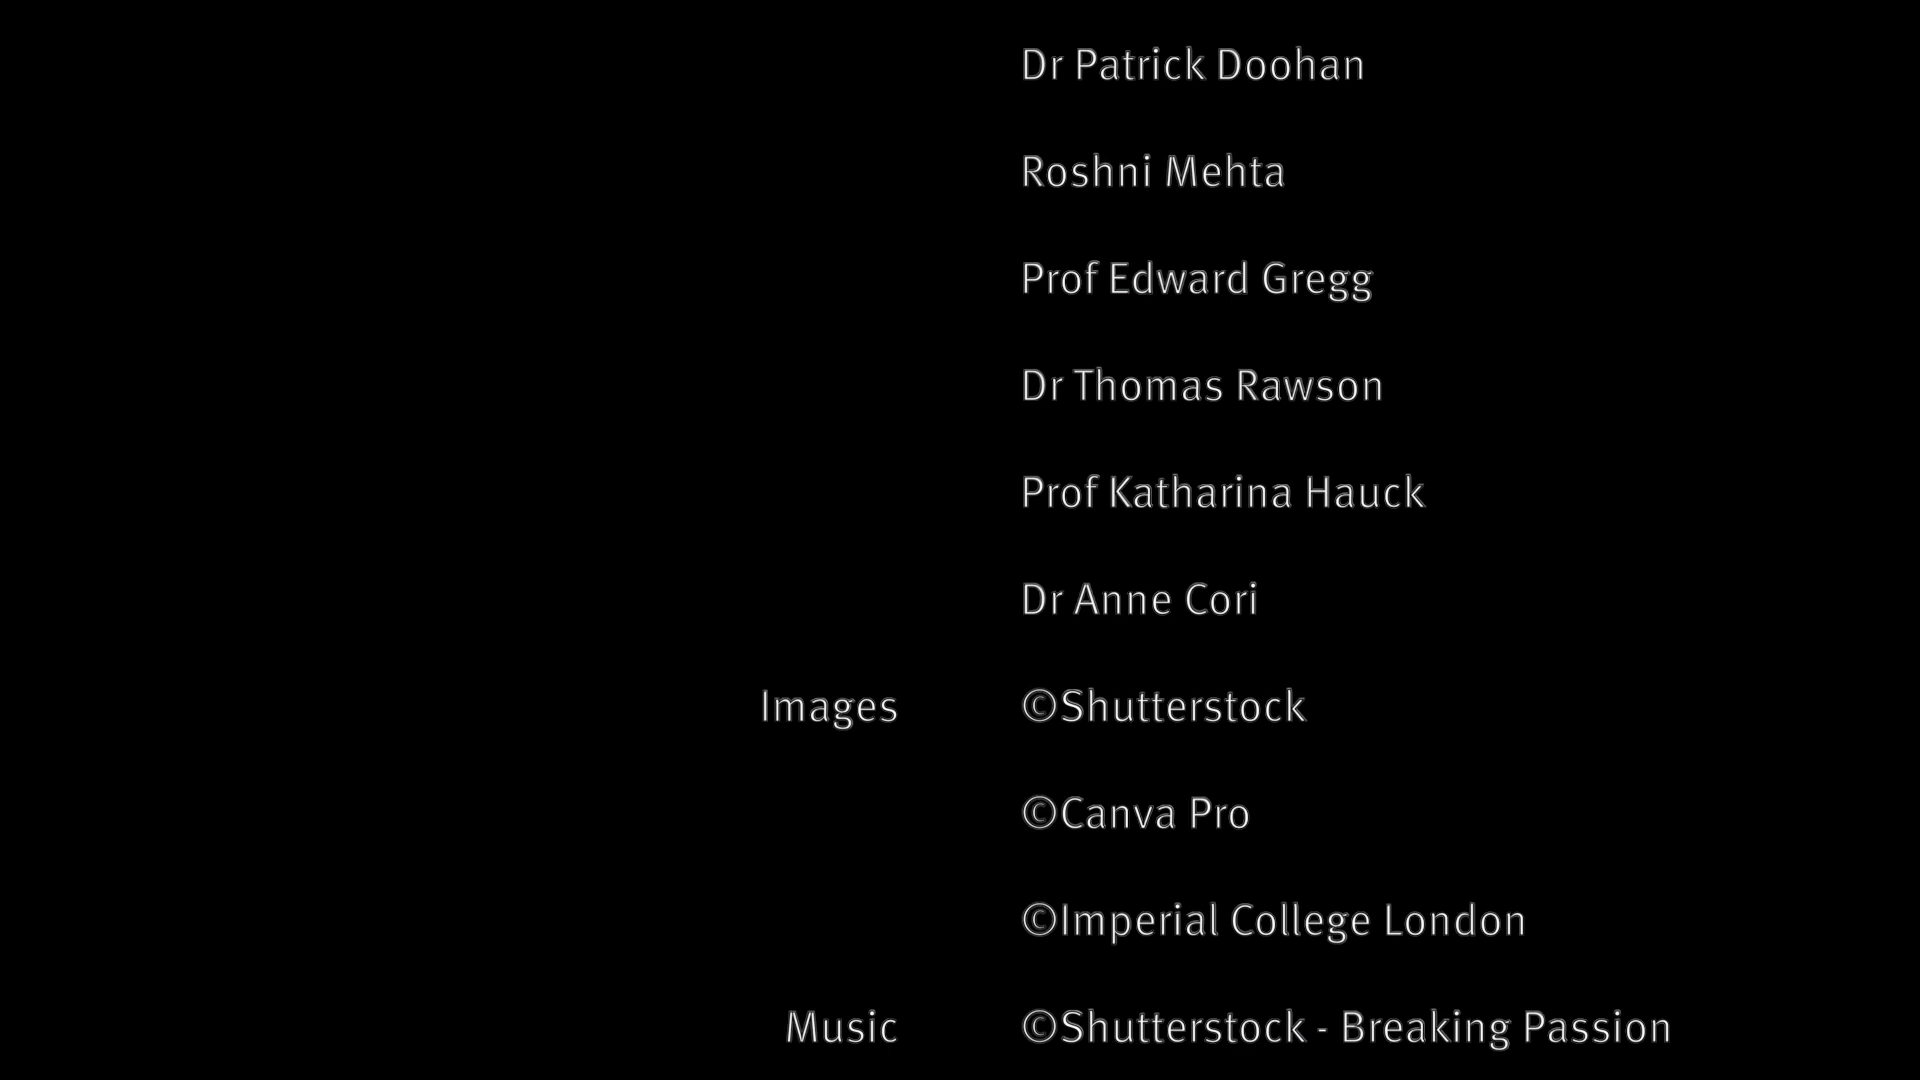 Dr Patrick Doohan
Roshni Mehta
Prof Edward Gregg
Dr Thomas Rawson
Prof Katharina Hauck
Dr Anne Cori
Images ©Shutterstock
©Canva Pro
©Imperial College London
Music ©Shutterstock - Breaking Passion